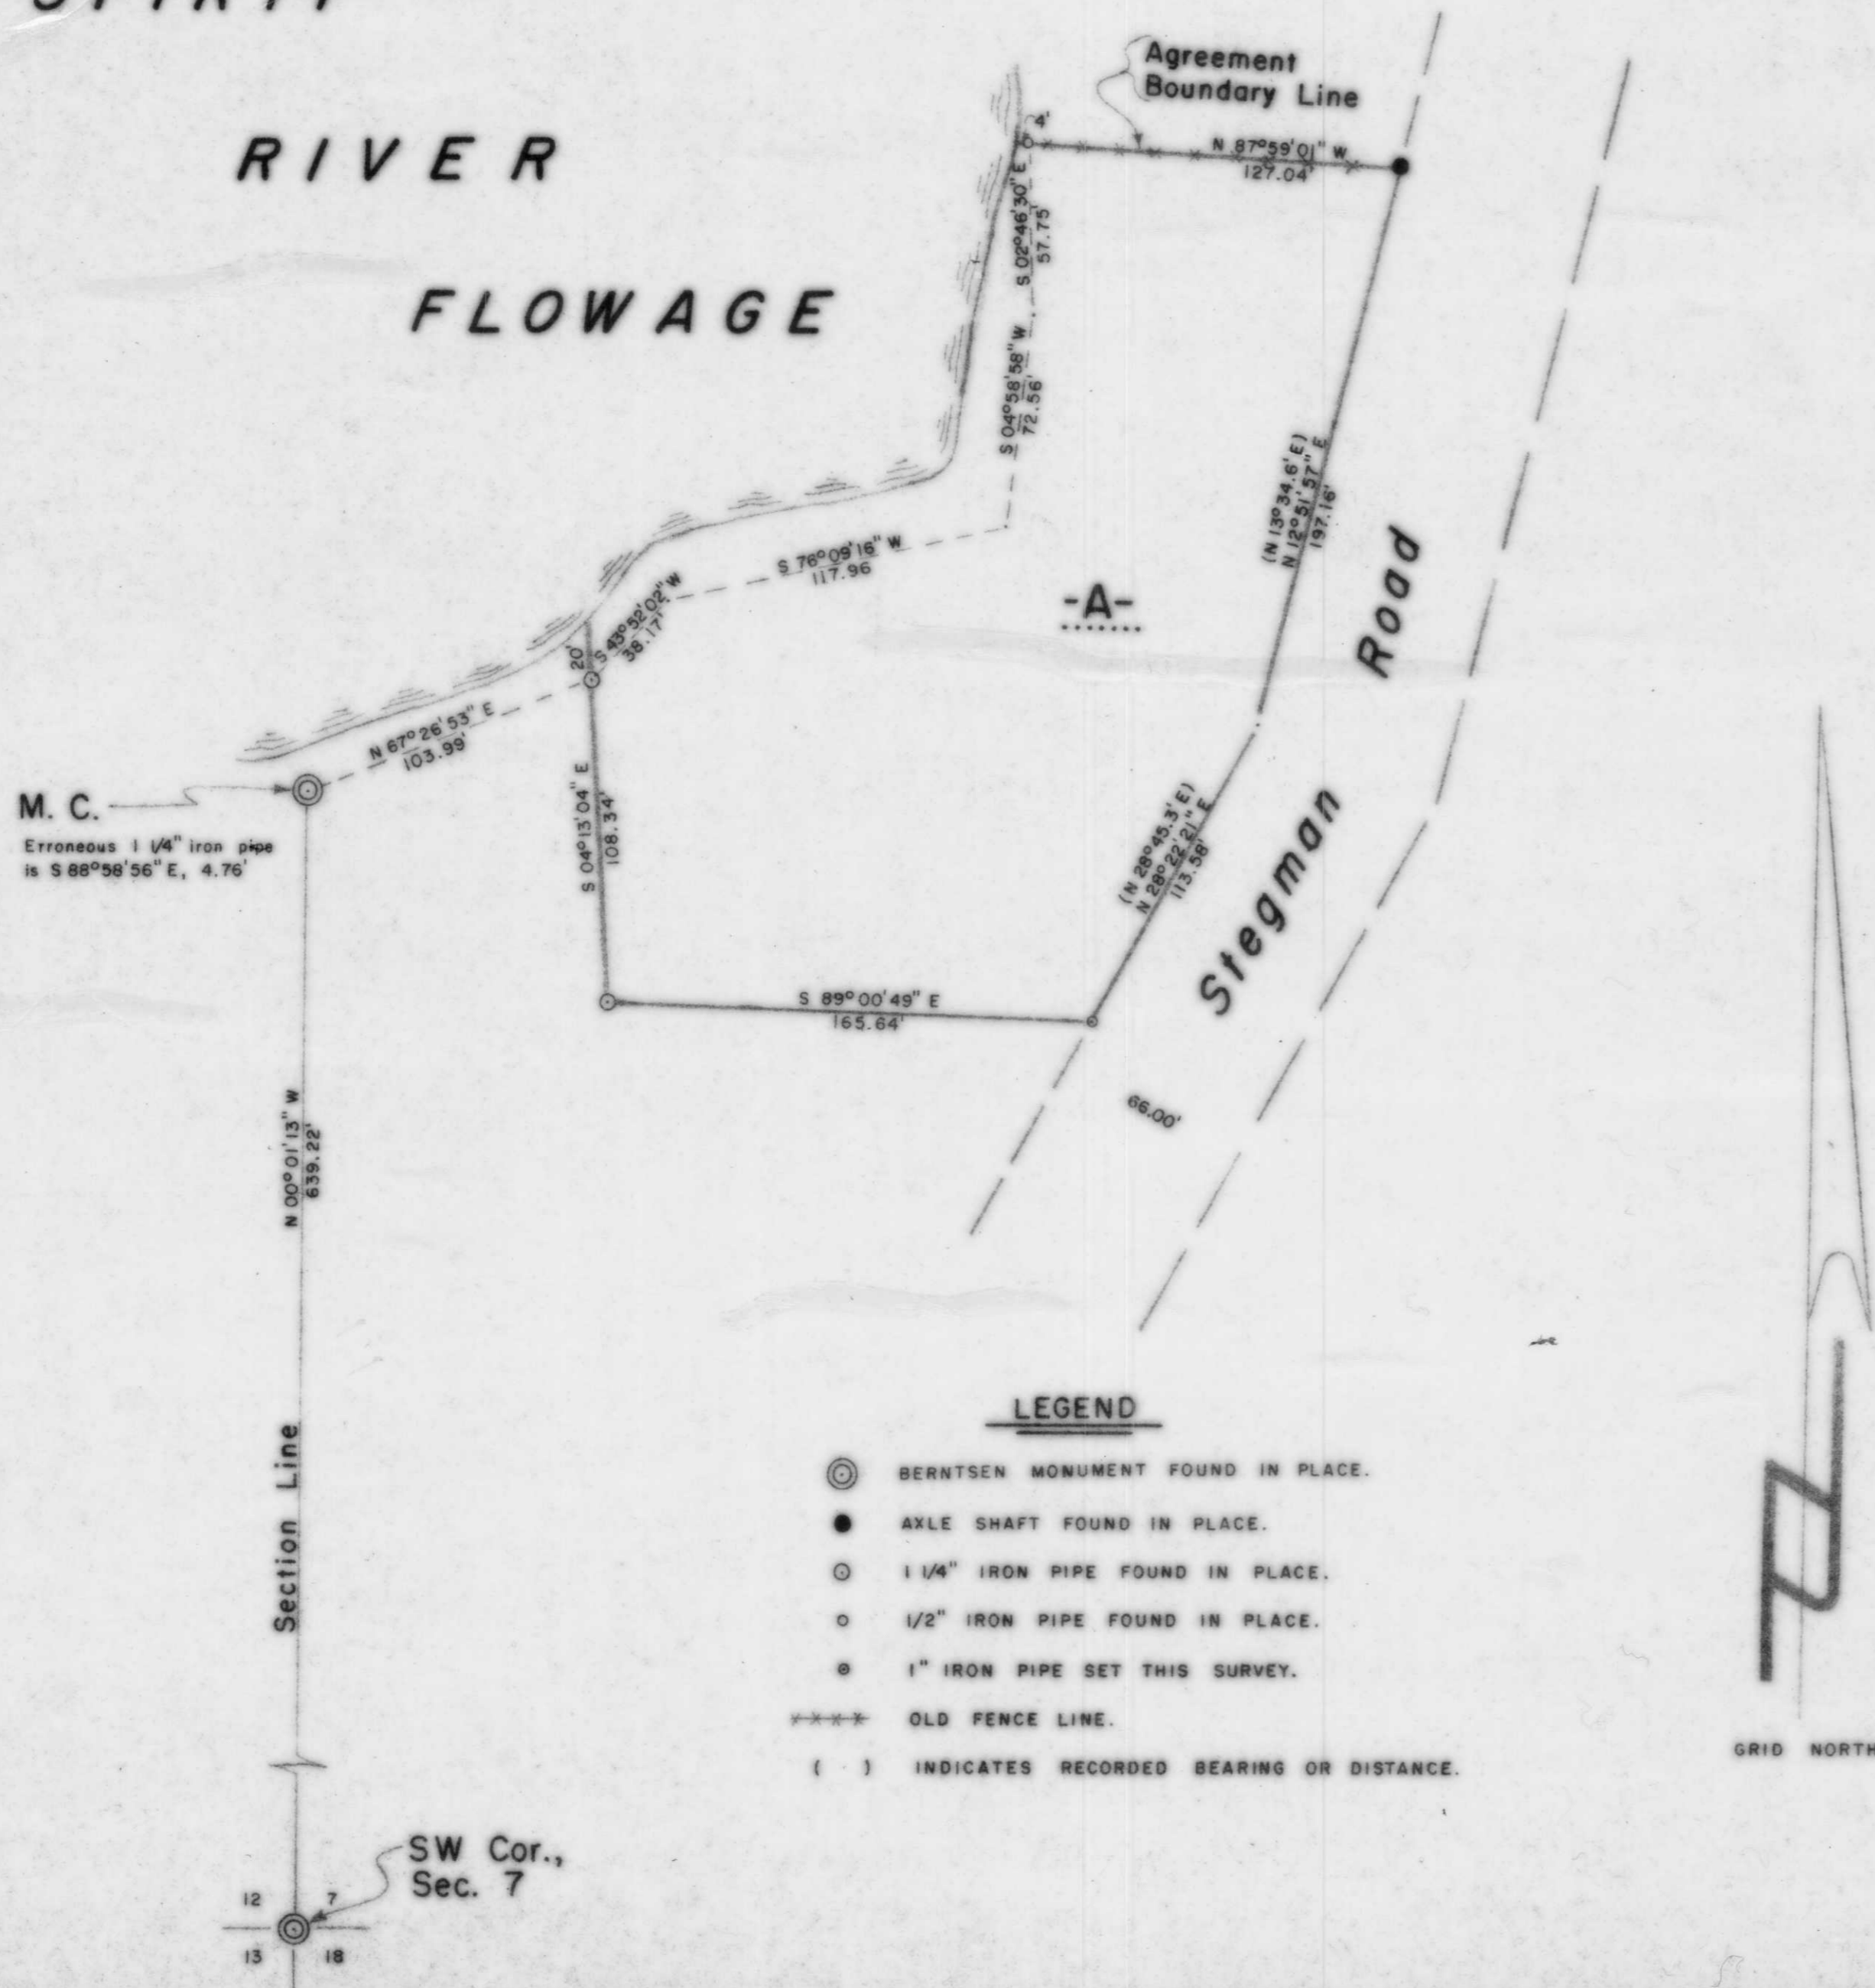 RIVER
FLOWAGE
Agreement
Boundary Line
4'
N 87°59'01" W
127.04'
S 02°46'30" E
57.75'
S 04°58'58" W
72.56'
(N 13°34.6' E)
N 12°51'57" E
197.16'
S 76°09'16" W
117.96
S 43°52'02" W
38.17'
20'
-A-
Road
N 67°26'53" E
103.99'
M. C.
Erroneous 1 1/4" iron pipe
is S 88°58'56" E, 4.76'
S 04°13'04" E
108.34'
(N 28°45.3' E)
N 28°22'21" E
113.58'
Stegman
S 89°00'49" E
165.64'
66.00'
N 00°01'13" W
639.22'
Section Line
LEGEND
BERNTSEN MONUMENT FOUND IN PLACE.
AXLE SHAFT FOUND IN PLACE.
1 1/4" IRON PIPE FOUND IN PLACE.
1/2" IRON PIPE FOUND IN PLACE.
1" IRON PIPE SET THIS SURVEY.
OLD FENCE LINE.
( ) INDICATES RECORDED BEARING OR DISTANCE.
GRID NORTH
SW Cor.,
Sec. 7
12 7
13 18